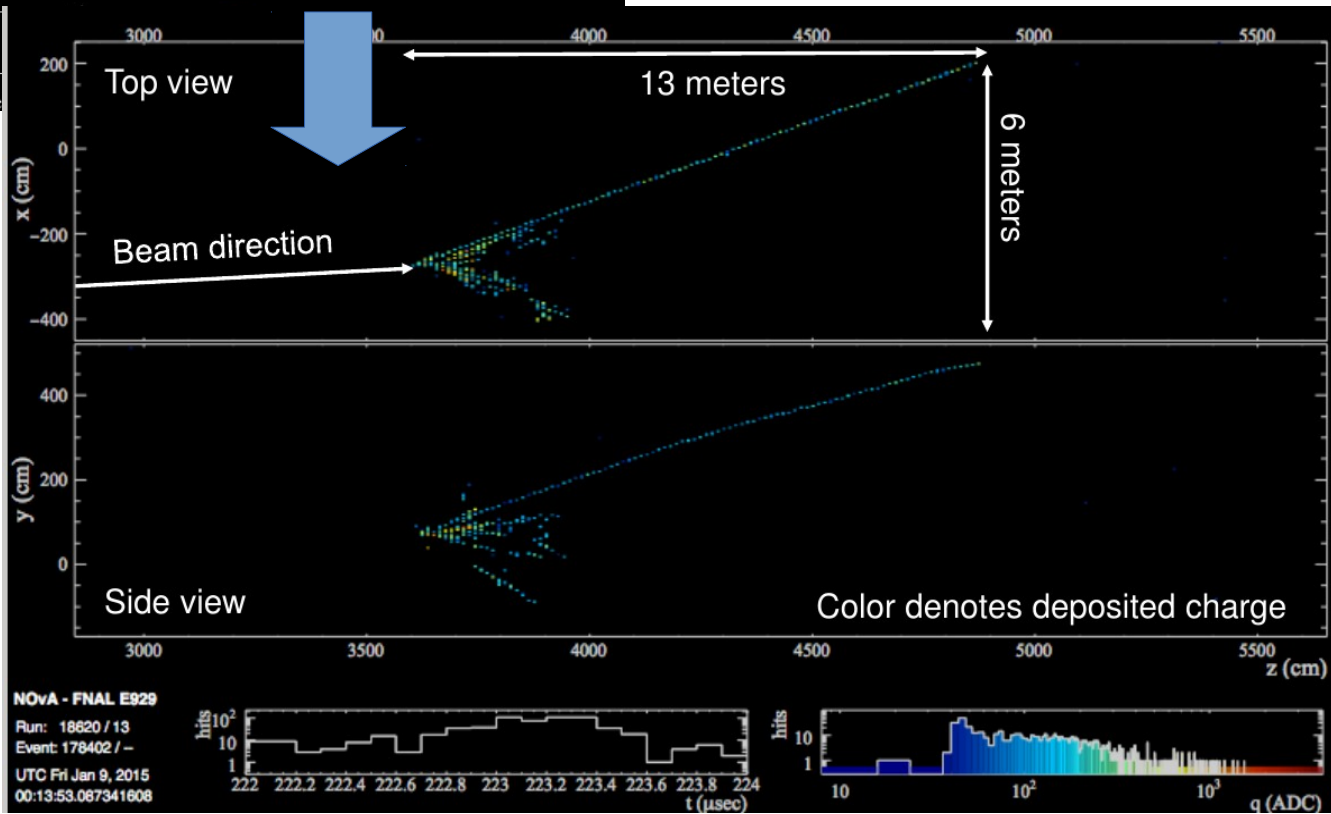 3000 00 4000 4500 5000 5500
Top view
13 meters
6 meters
Beam direction
x (cm)
200
0
−200
−400
y (cm)
400
200
0
Side view
Color denotes deposited charge
3000 3500 4000 4500 5000 5500
z (cm)
NOvA - FNAL E929
Run: 18620 / 13
Event: 178402 / --
UTC Fri Jan 9, 2015
00:13:53.087341608
hits
10²
10
1
222 222.2 222.4 222.6 222.8 223 223.2 223.4 223.6 223.8 224
t (μsec)
hits
10
1
10 10² 10³
q (ADC)